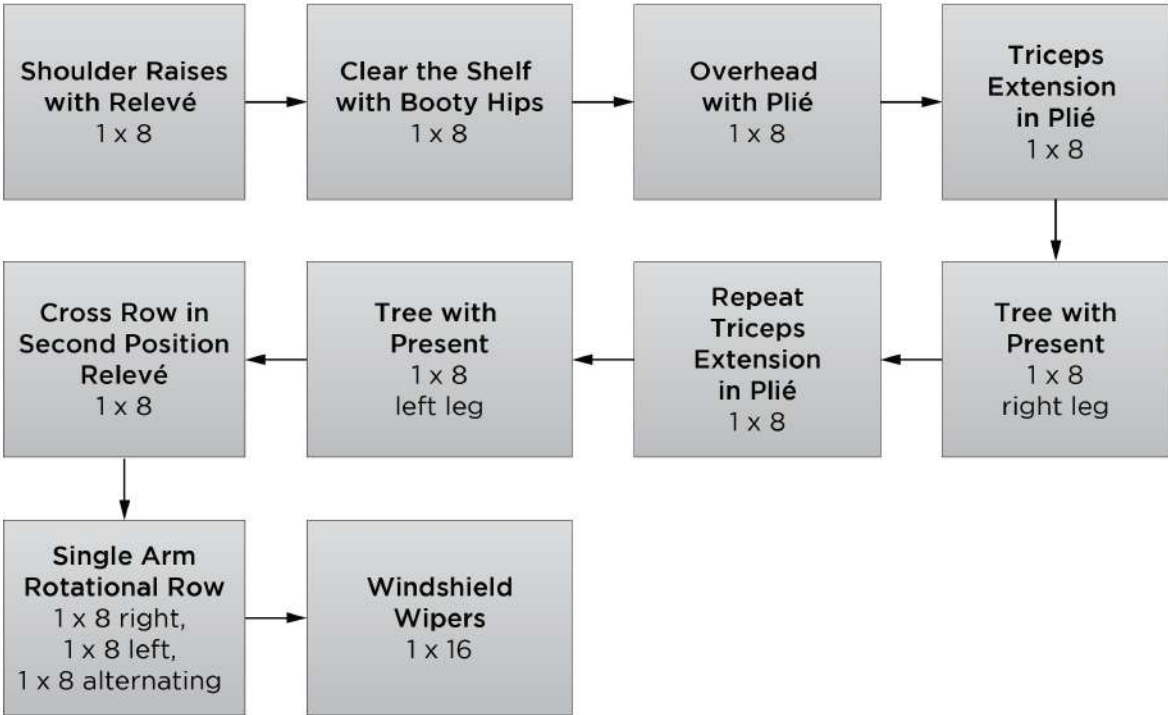 Shoulder Raises
with Relevé
1 x 8
Clear the Shelf
with Booty Hips
1 x 8
Overhead
with Plié
1 x 8
Triceps
Extension
in Plié
1 x 8
Tree with
Present
1 x 8
right leg
Repeat
Triceps
Extension
in Plié
1 x 8
Tree with
Present
1 x 8
left leg
Cross Row in
Second Position
Relevé
1 x 8
Single Arm
Rotational Row
1 x 8 right,
1 x 8 left,
1 x 8 alternating
Windshield
Wipers
1 x 16